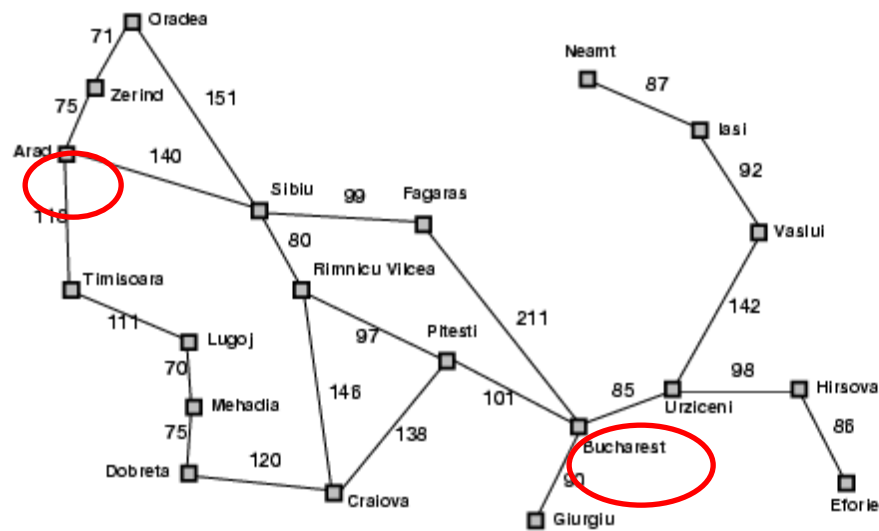 Oradea
71
Neamt
87
Zerind
151
75
Iasi
Arad
140
92
Sibiu
99
Fagaras
118
80
Vaslui
Timisoara
Rimnicu Vilcea
111
Lugoj
97
Pitesti
211
142
70
98
Hirsova
Mehadia
146
101
85
Urziceni
75
138
86
Bucharest
120
Dobreta
90
Craiova
Giurgiu
Eforie